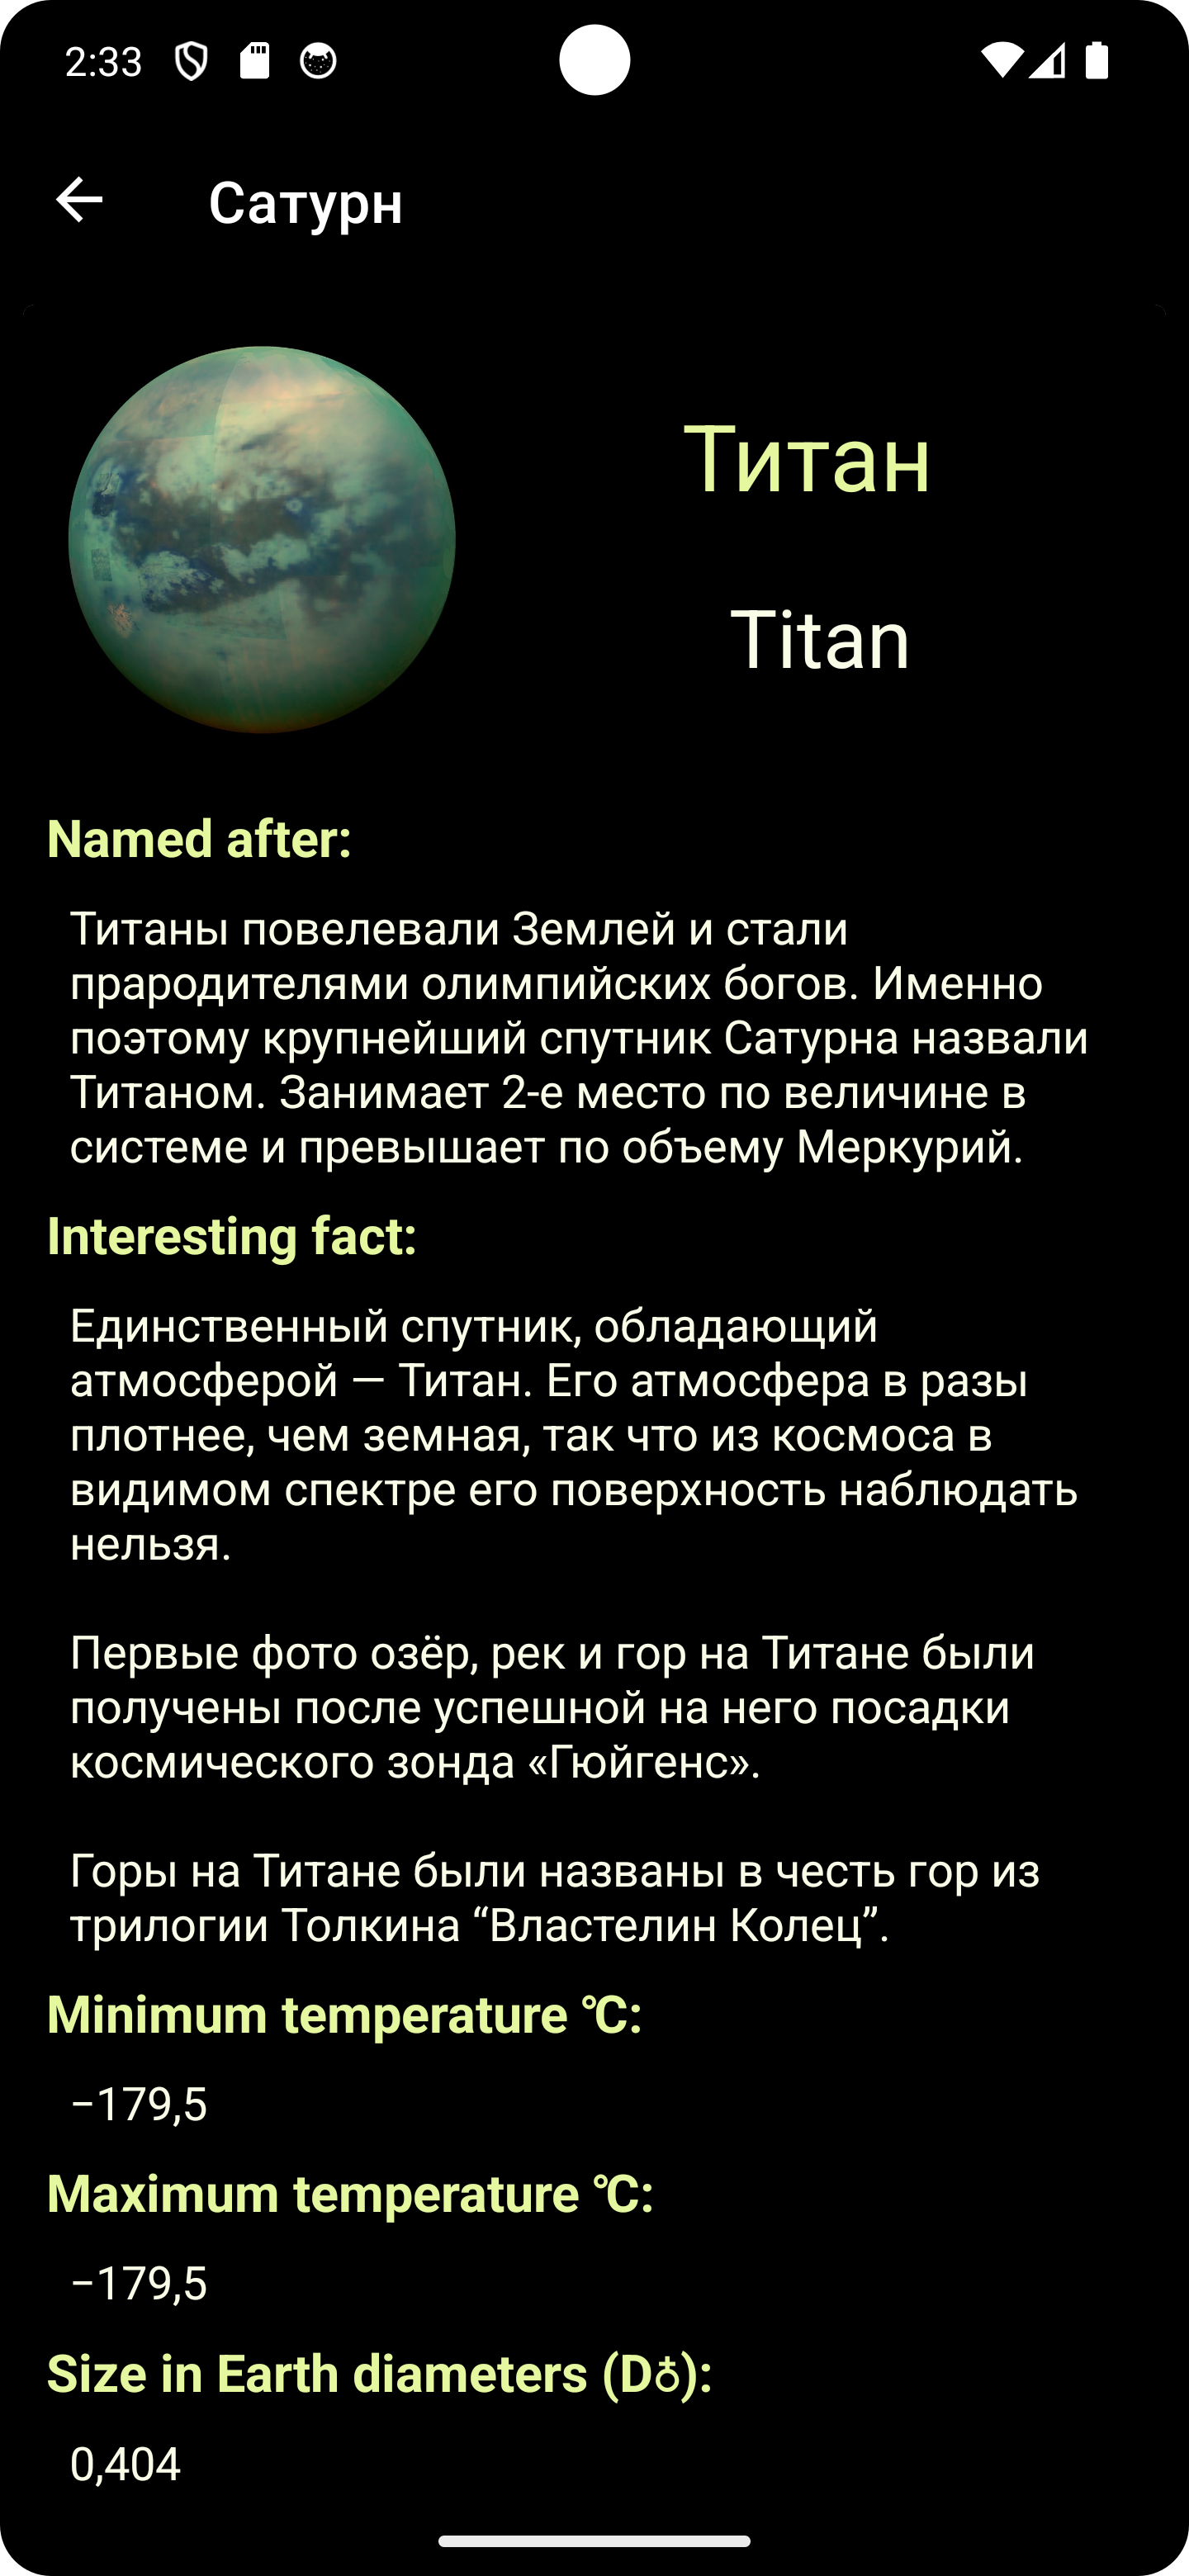 2:33
Сатурн
Титан
Titan
Named after:
Титаны повелевали Землей и стали
прародителями олимпийских богов. Именно
поэтому крупнейший спутник Сатурна назвали
Титаном. Занимает 2-е место по величине в
системе и превышает по объему Меркурий.
Interesting fact:
Единственный спутник, обладающий
атмосферой — Титан. Его атмосфера в разы
плотнее, чем земная, так что из космоса в
видимом спектре его поверхность наблюдать
нельзя.
Первые фото озёр, рек и гор на Титане были
получены после успешной на него посадки
космического зонда «Гюйгенс».
Горы на Титане были названы в честь гор из
трилогии Толкина “Властелин Колец”.
Minimum temperature ℃:
−179,5
Maximum temperature ℃:
−179,5
Size in Earth diameters (D♁):
0,404